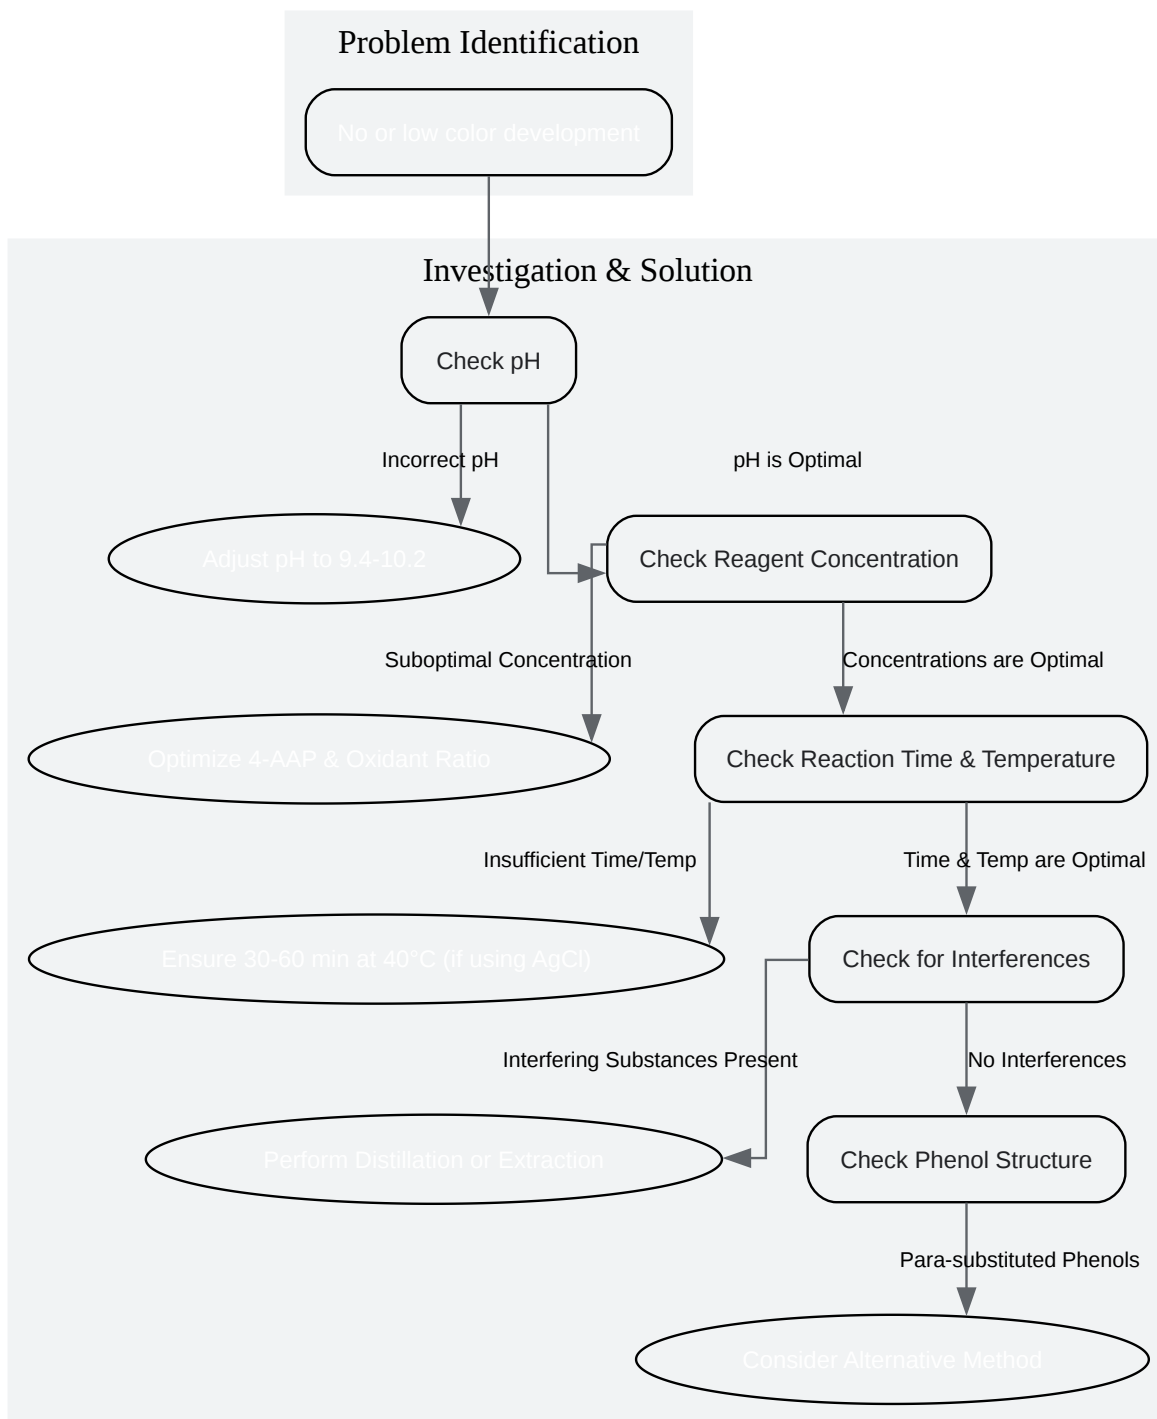 Problem Identification
No or low color development
Investigation & Solution
Check pH
Incorrect pH
pH is Optimal
Adjust pH to 9.4-10.2
Check Reagent Concentration
Suboptimal Concentration
Concentrations are Optimal
Optimize 4-AAP & Oxidant Ratio
Check Reaction Time & Temperature
Insufficient Time/Temp
Time & Temp are Optimal
Ensure 30-60 min at 40°C (if using AgCl)
Check for Interferences
Interfering Substances Present
No Interferences
Perform Distillation or Extraction
Check Phenol Structure
Para-substituted Phenols
Consider Alternative Method